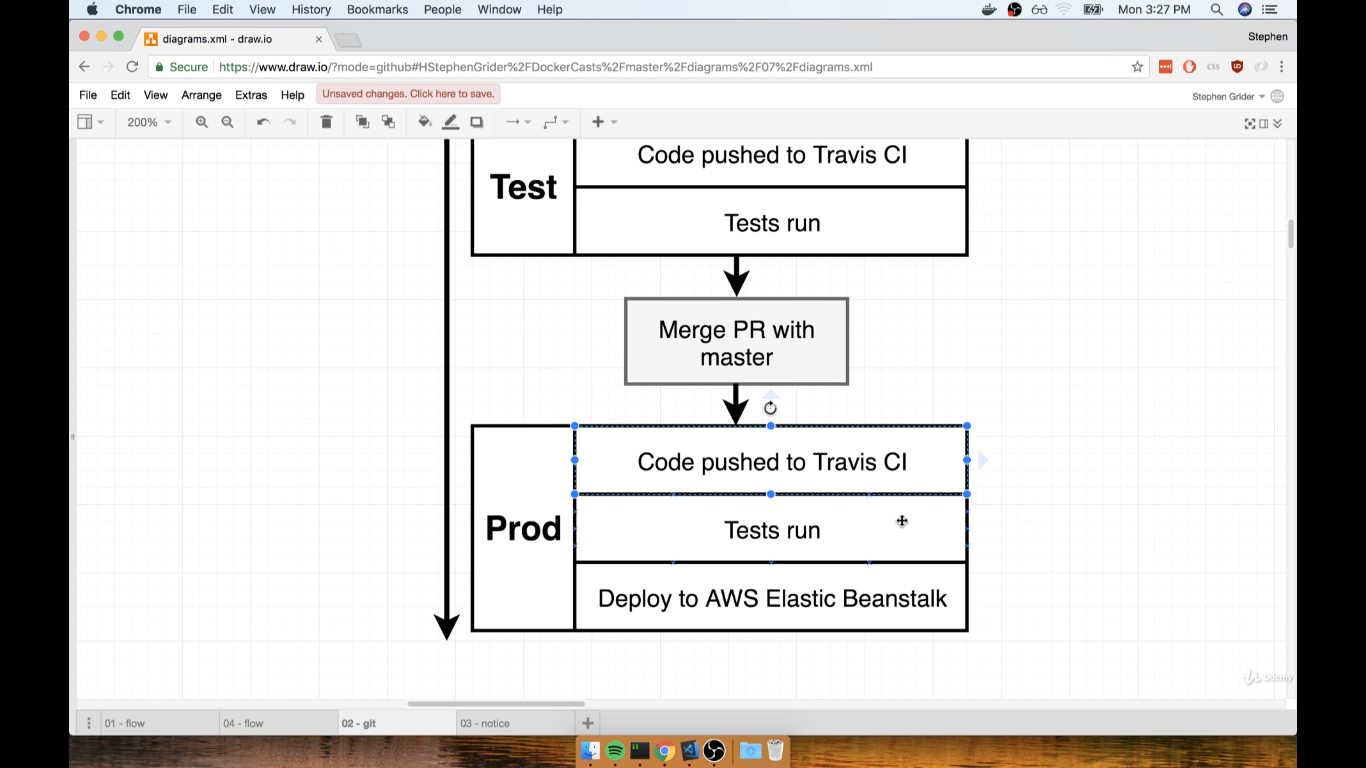 Chrome File Edit View History Bookmarks People Window Help Mon 3:27 PM
diagrams.xml - draw.io Stephen
Secure https://www.draw.io/?mode=github#HStephenGrider%2FDockerCasts%2Fmaster%2Fdiagrams%2F07%2Fdiagrams.xml
File Edit View Arrange Extras Help Unsaved changes. Click here to save. Stephen Grider
200%
Code pushed to Travis CI
Test
Tests run
Merge PR with
master
Code pushed to Travis CI
Prod
Tests run
Deploy to AWS Elastic Beanstalk
Udemy
01 - flow 04 - flow 02 - git 03 - notice